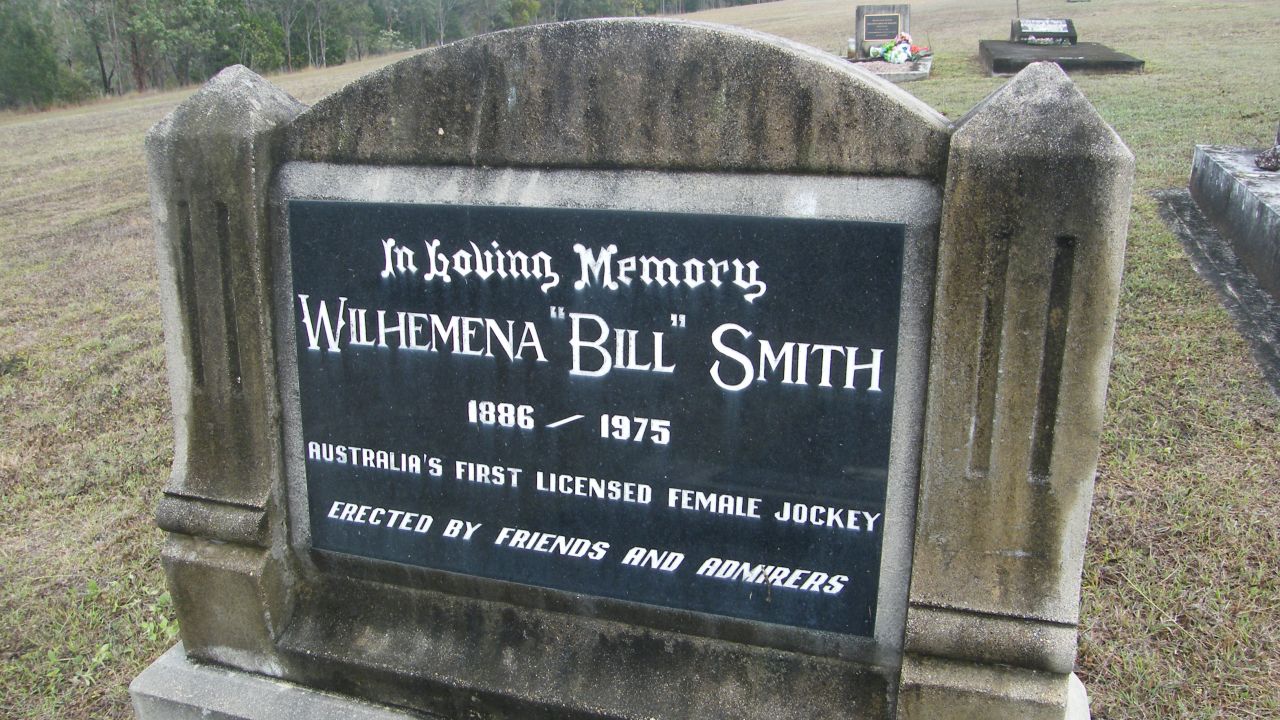 In Loving Memory
WILHEMENA "BILL" SMITH
1886 / 1975
AUSTRALIA'S FIRST LICENSED FEMALE JOCKEY
ERECTED BY FRIENDS AND ADMIRERS